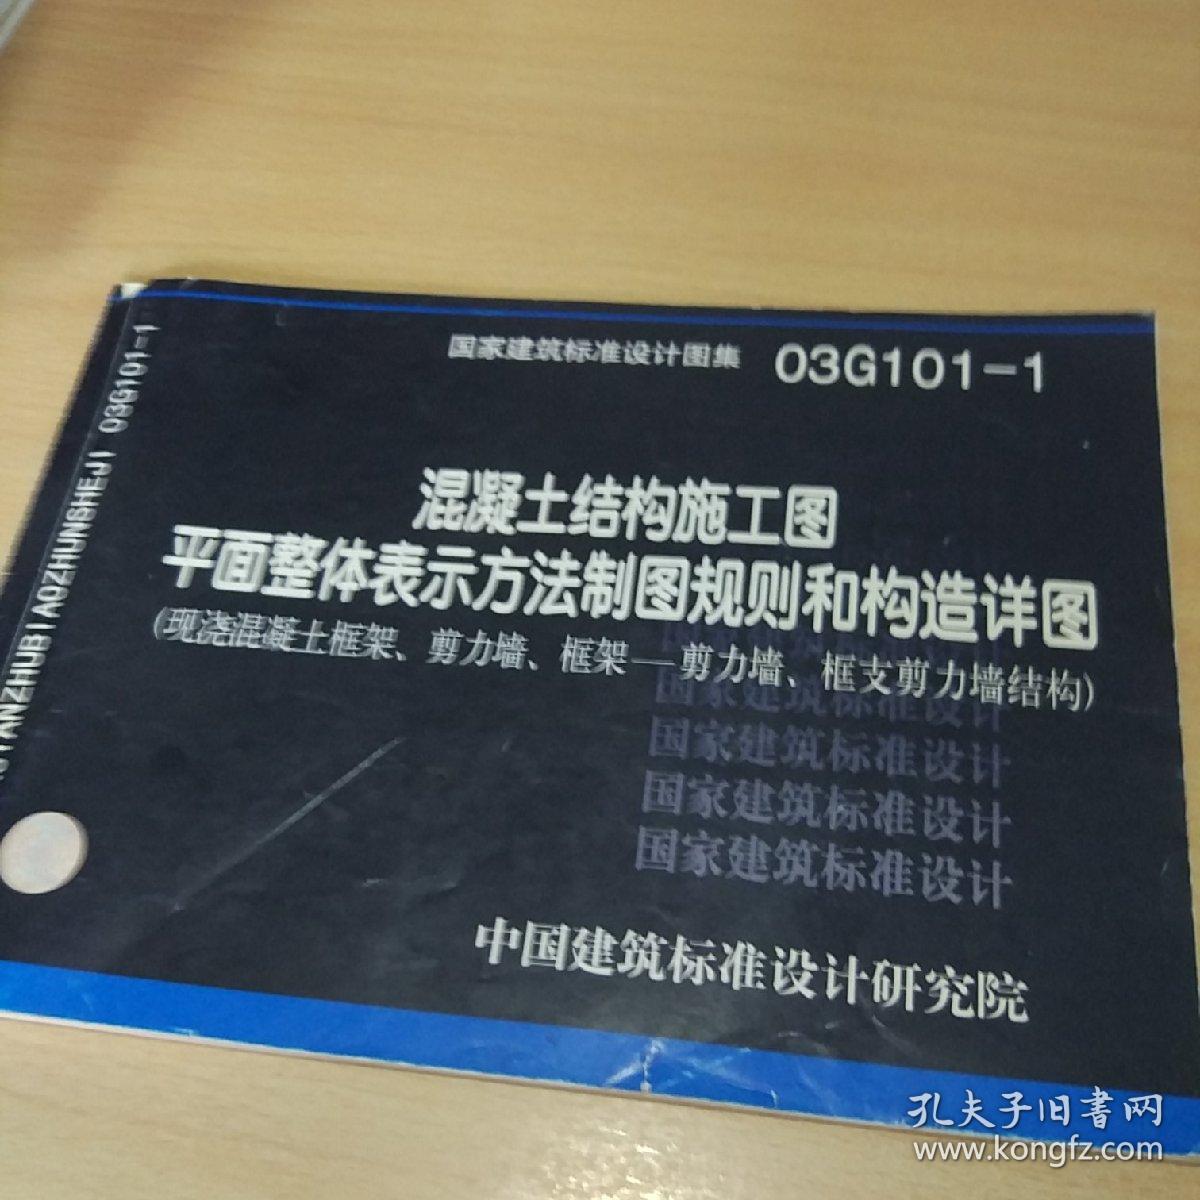 国家建筑标准设计图集 03G101-1
混凝土结构施工图
平面整体表示方法制图规则和构造详图
(现浇混凝土框架、剪力墙、框架—剪力墙、框支剪力墙结构)
国家建筑标准设计
国家建筑标准设计
国家建筑标准设计
国家建筑标准设计
中国建筑标准设计研究院
JIANZHUBIAOZHUNSHEJI 03G101-1
孔夫子旧書网
www.kongfz.com